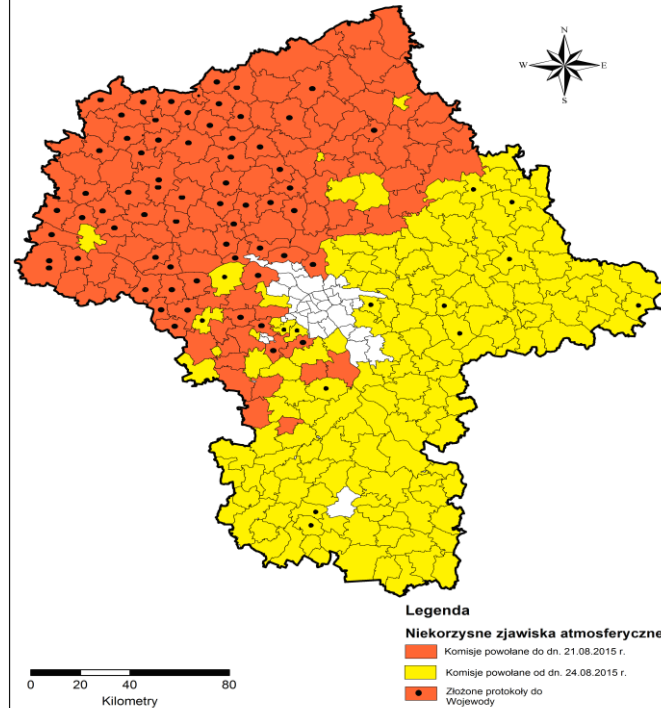 N
W E
S
Legenda
Niekorzysne zjawiska atmosferyczne
Komisje powołane do dn. 21.08.2015 r.
Komisje powołane od dn. 24.08.2015 r.
Złożone protokoły do
Wojewody
0 20 40 80
Kilometry